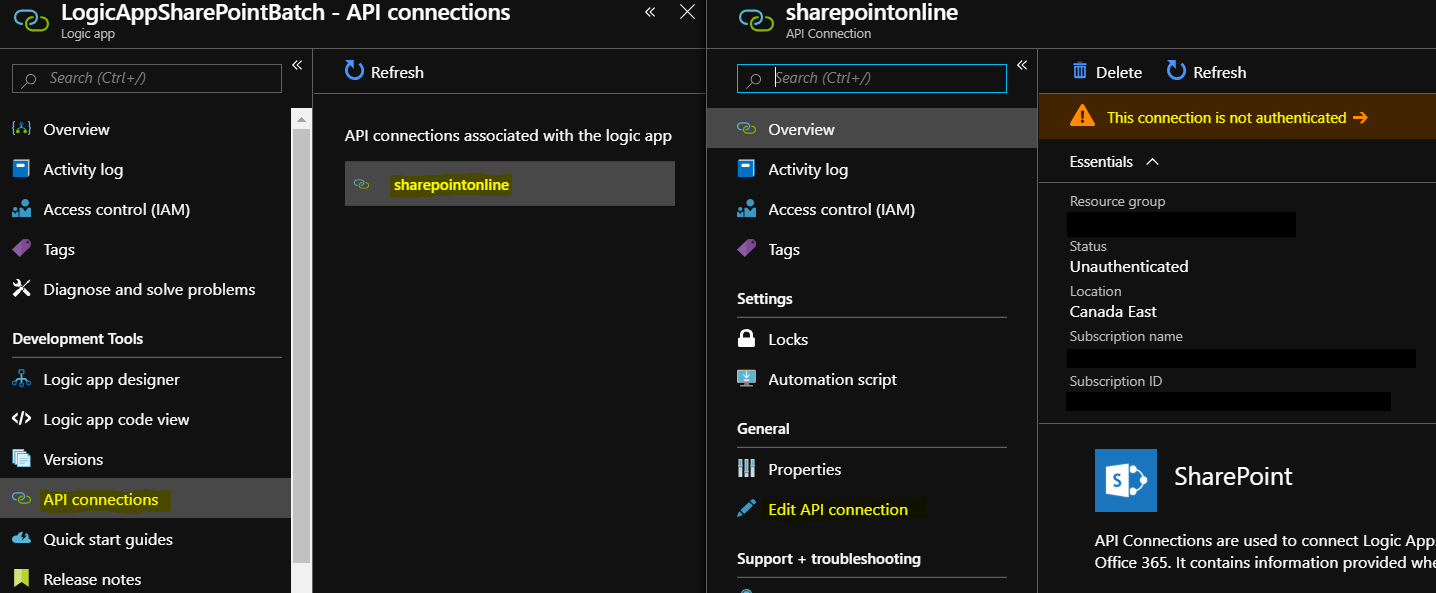 LogicAppSharePointBatch - API connections
Logic app
Search (Ctrl+/)
Overview
Activity log
Access control (IAM)
Tags
Diagnose and solve problems
Development Tools
Logic app designer
Logic app code view
Versions
API connections
Quick start guides
Release notes
Refresh
API connections associated with the logic app
sharepointonline
sharepointonline
API Connection
Search (Ctrl+/)
Overview
Activity log
Access control (IAM)
Tags
Settings
Locks
Automation script
General
Properties
Edit API connection
Support + troubleshooting
Delete
Refresh
This connection is not authenticated
Essentials
Resource group
Status
Unauthenticated
Location
Canada East
Subscription name
Subscription ID
S
SharePoint
API Connections are used to connect Logic Apps
Office 365. It contains information provided whe